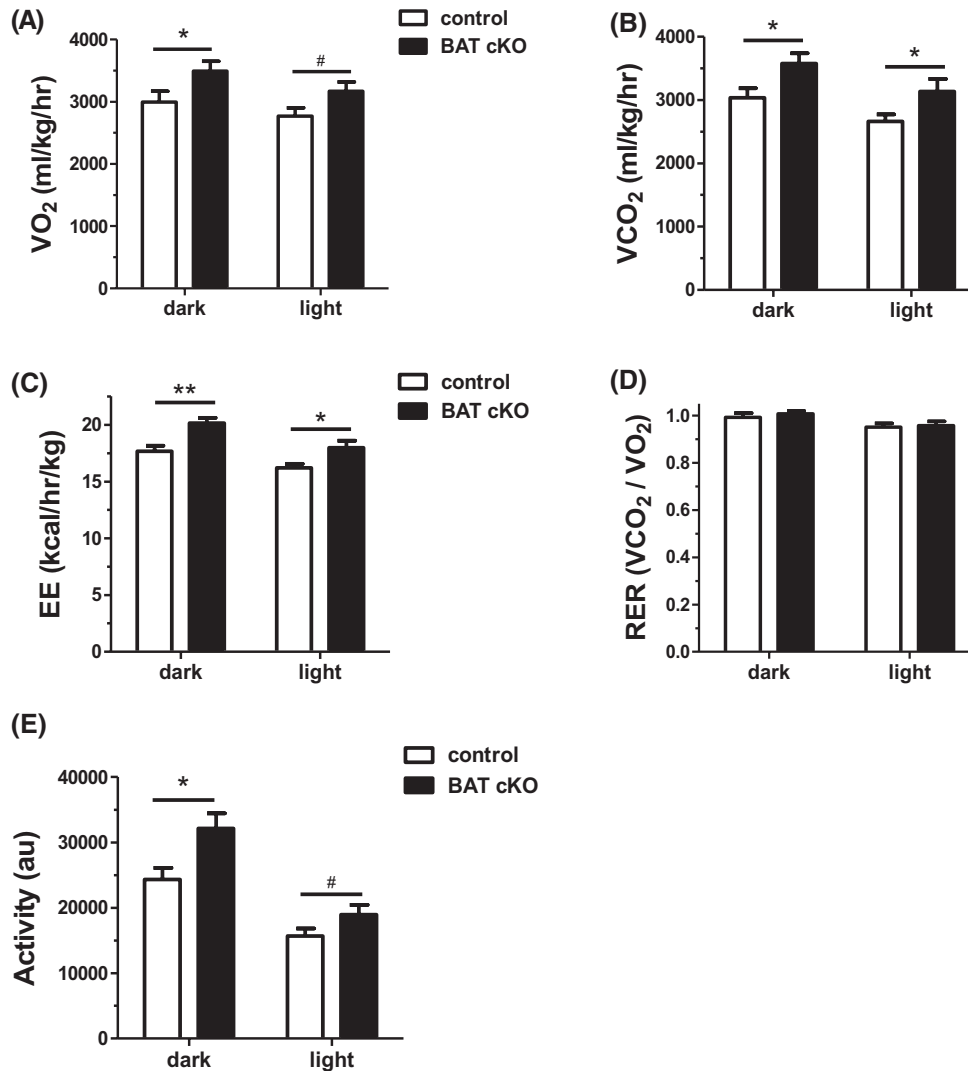 (A)
control
BAT cKO
VO2 (ml/kg/hr)
4000
3000
2000
1000
0
*
#
dark
light
(B)
VCO2 (ml/kg/hr)
4000
3000
2000
1000
0
*
*
dark
light
(C)
control
BAT cKO
EE (kcal/hr/kg)
20
15
10
5
0
**
*
dark
light
(D)
RER (VCO2 / VO2)
1.0
0.8
0.6
0.4
0.2
0.0
dark
light
(E)
control
BAT cKO
Activity (au)
40000
30000
20000
10000
0
*
#
dark
light